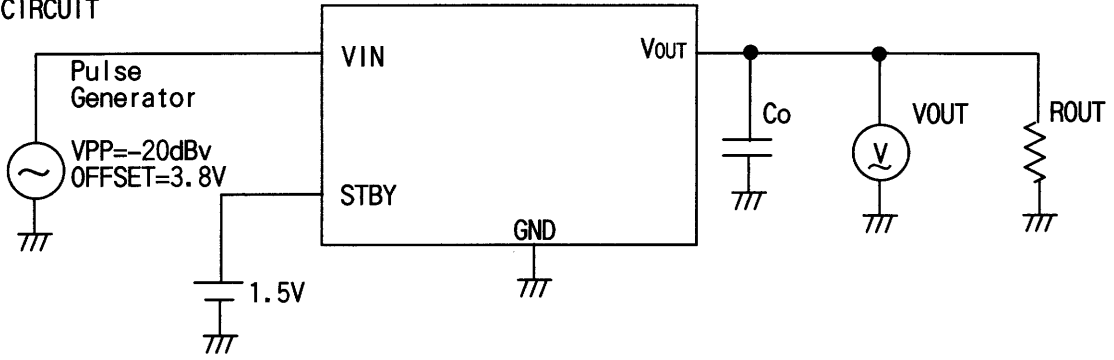 CIRCUIT
VIN
VOUT
Pulse
Generator
Co
VOUT
ROUT
VPP=-20dBv
OFFSET=3.8V
V
STBY
GND
1.5V